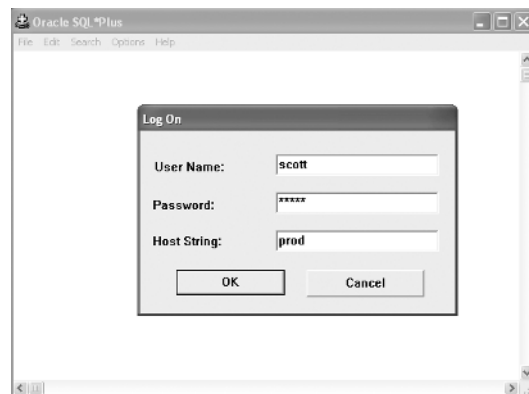 Oracle SQL*Plus
File Edit Search Options Help
Log On
User Name: scott
Password: *****
Host String: prod
OK Cancel